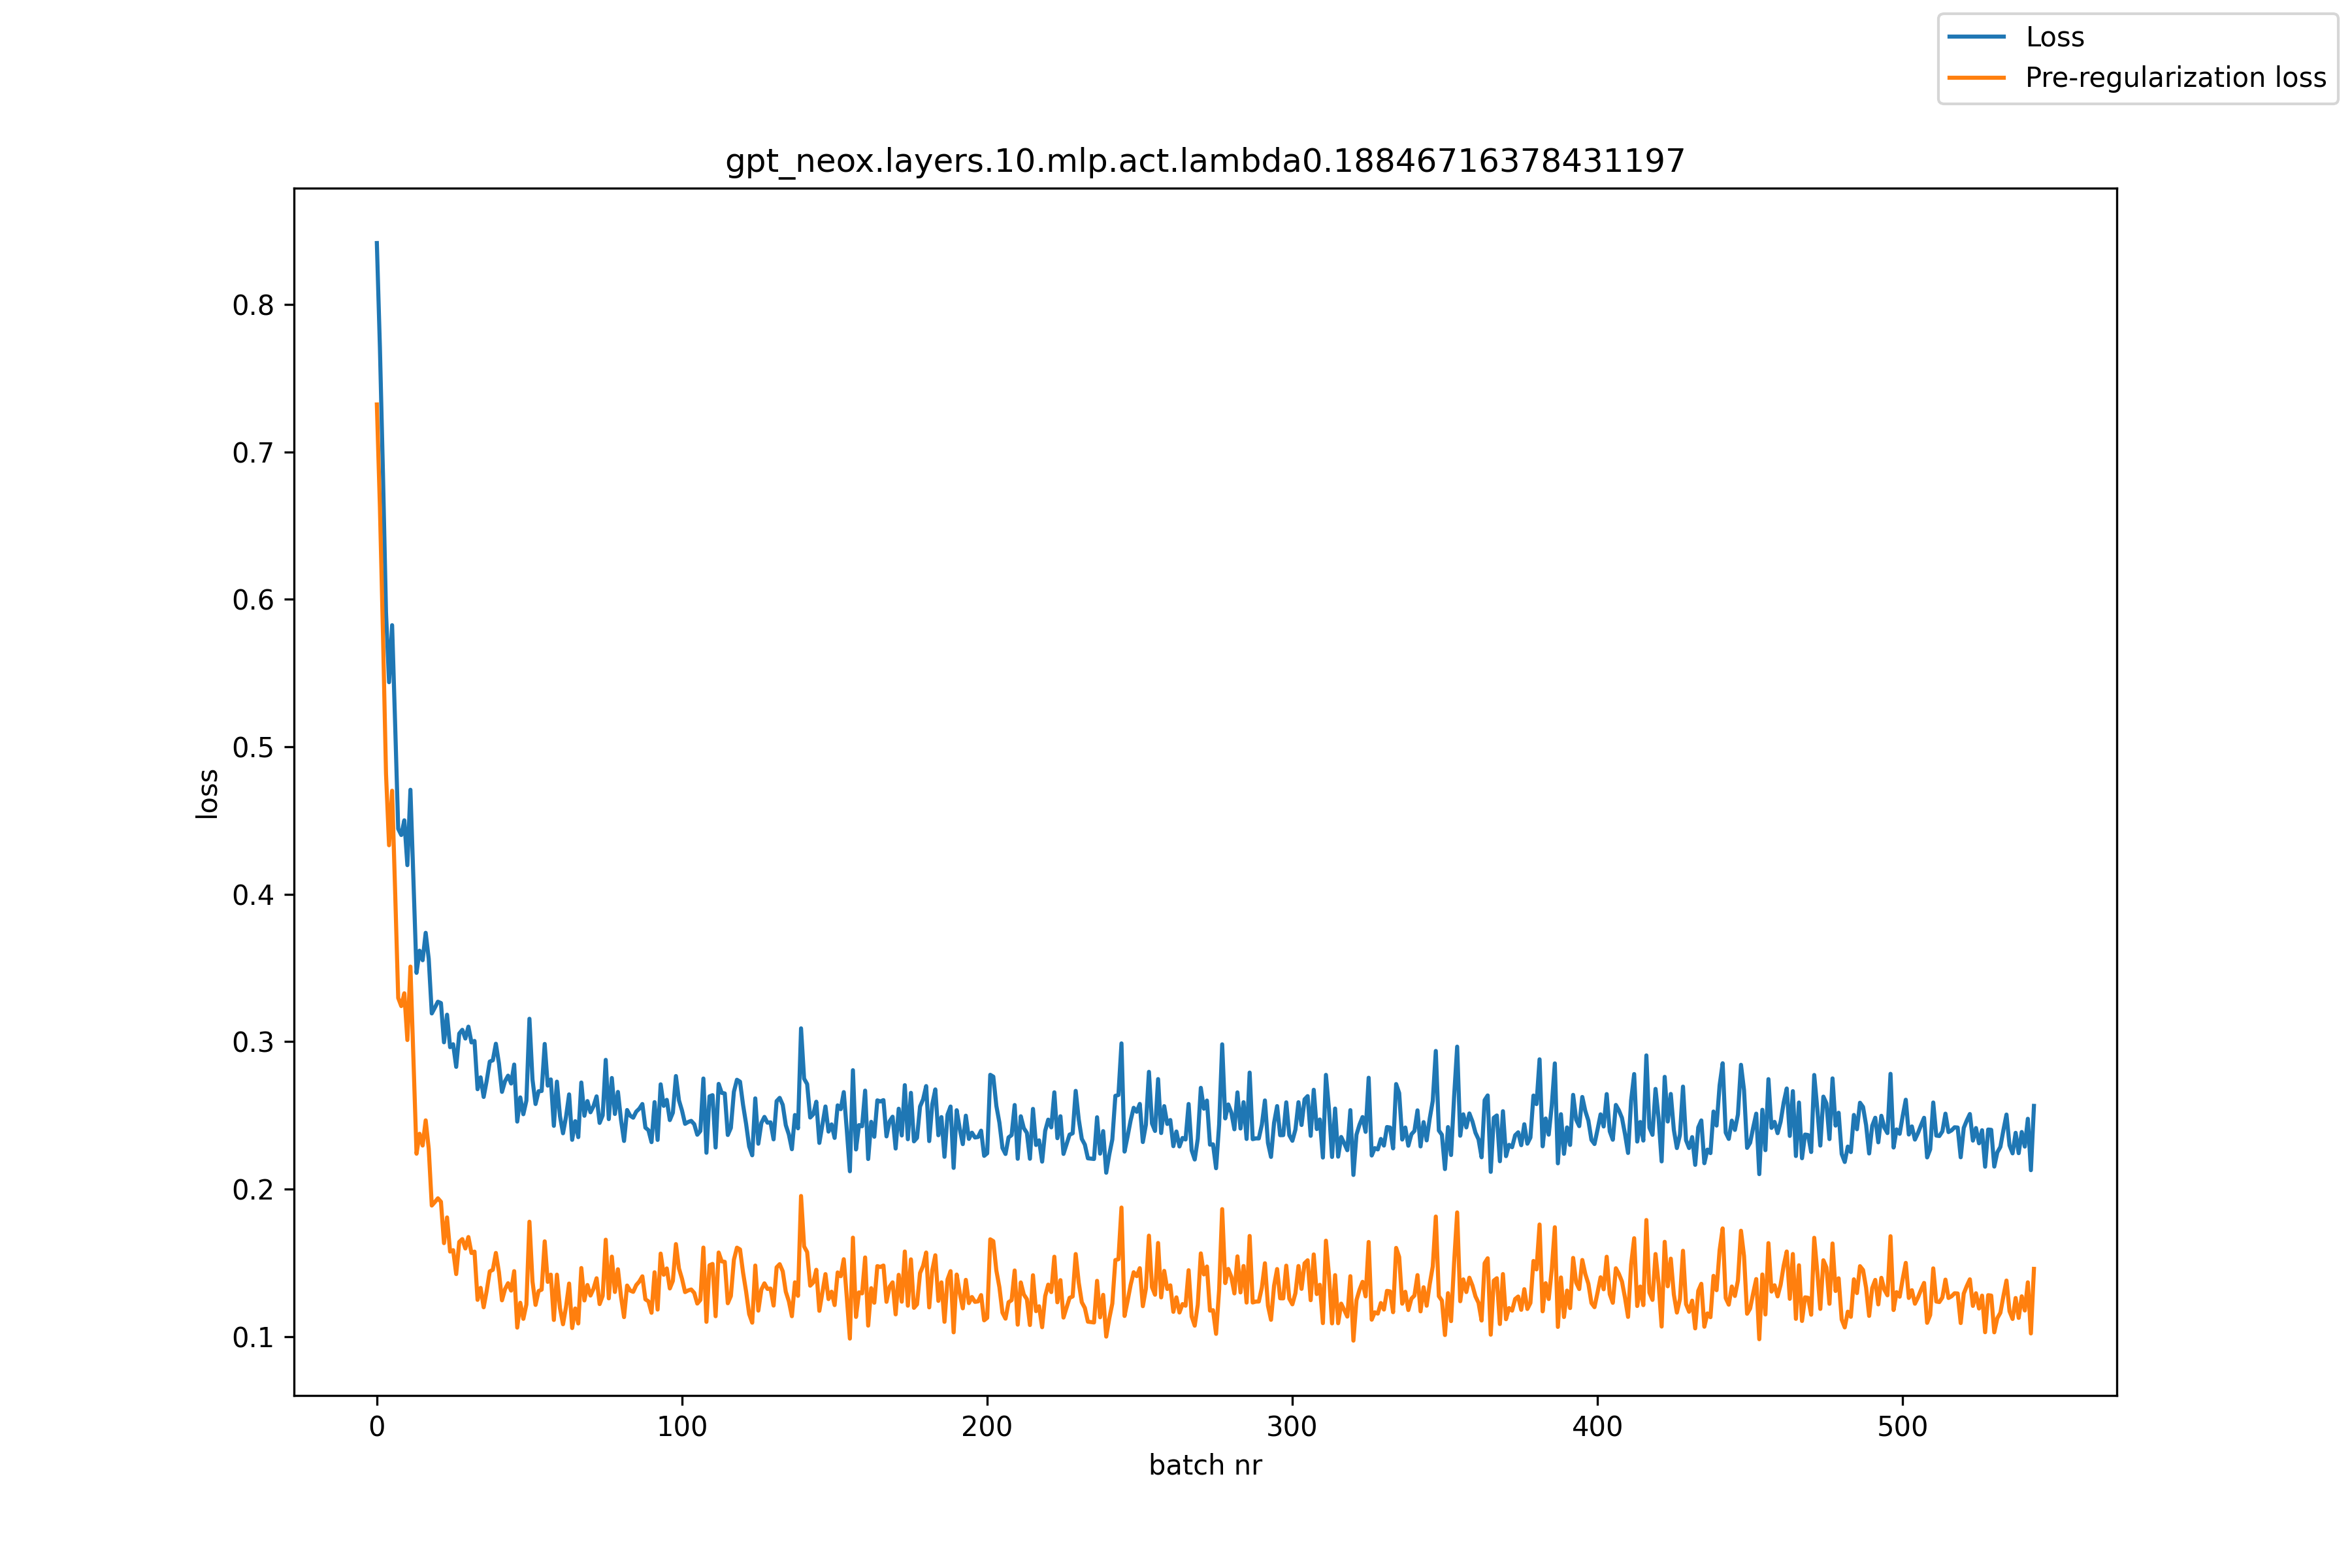 Loss
Pre-regularization loss
gpt_neox.layers.10.mlp.act.lambda0.18846716378431197
0.8
0.7
0.6
0.5
0.4
0.3
0.2
0.1
loss
0 100 200 300 400 500
batch nr